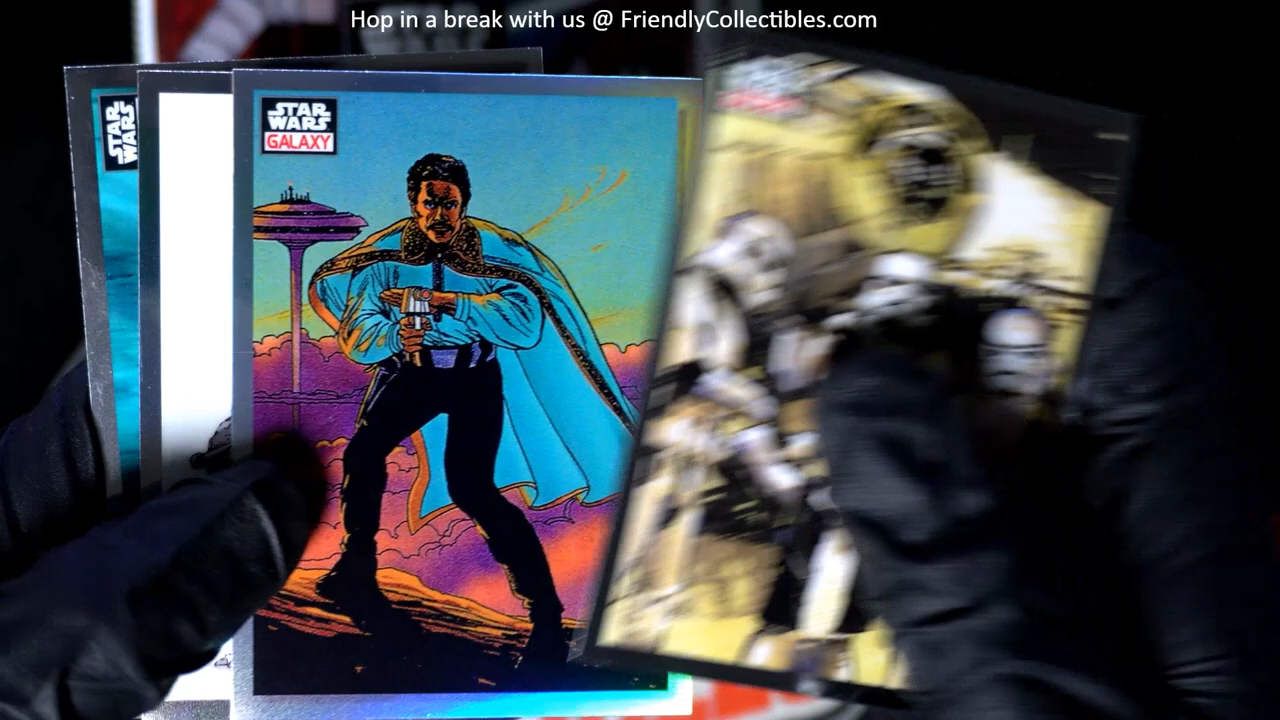 Hop in a break with us @ FriendlyCollectibles.com
STAR
WARS
STAR
WARS
GALAXY